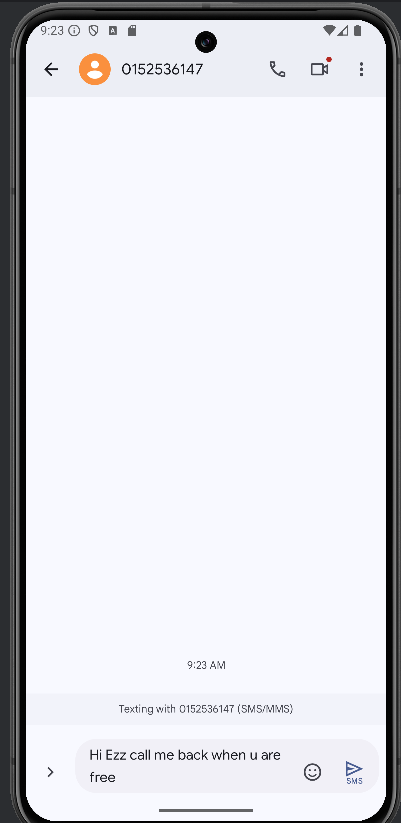 9:23
0152536147
9:23 AM
Texting with 0152536147 (SMS/MMS)
Hi Ezz call me back when u are
free
SMS